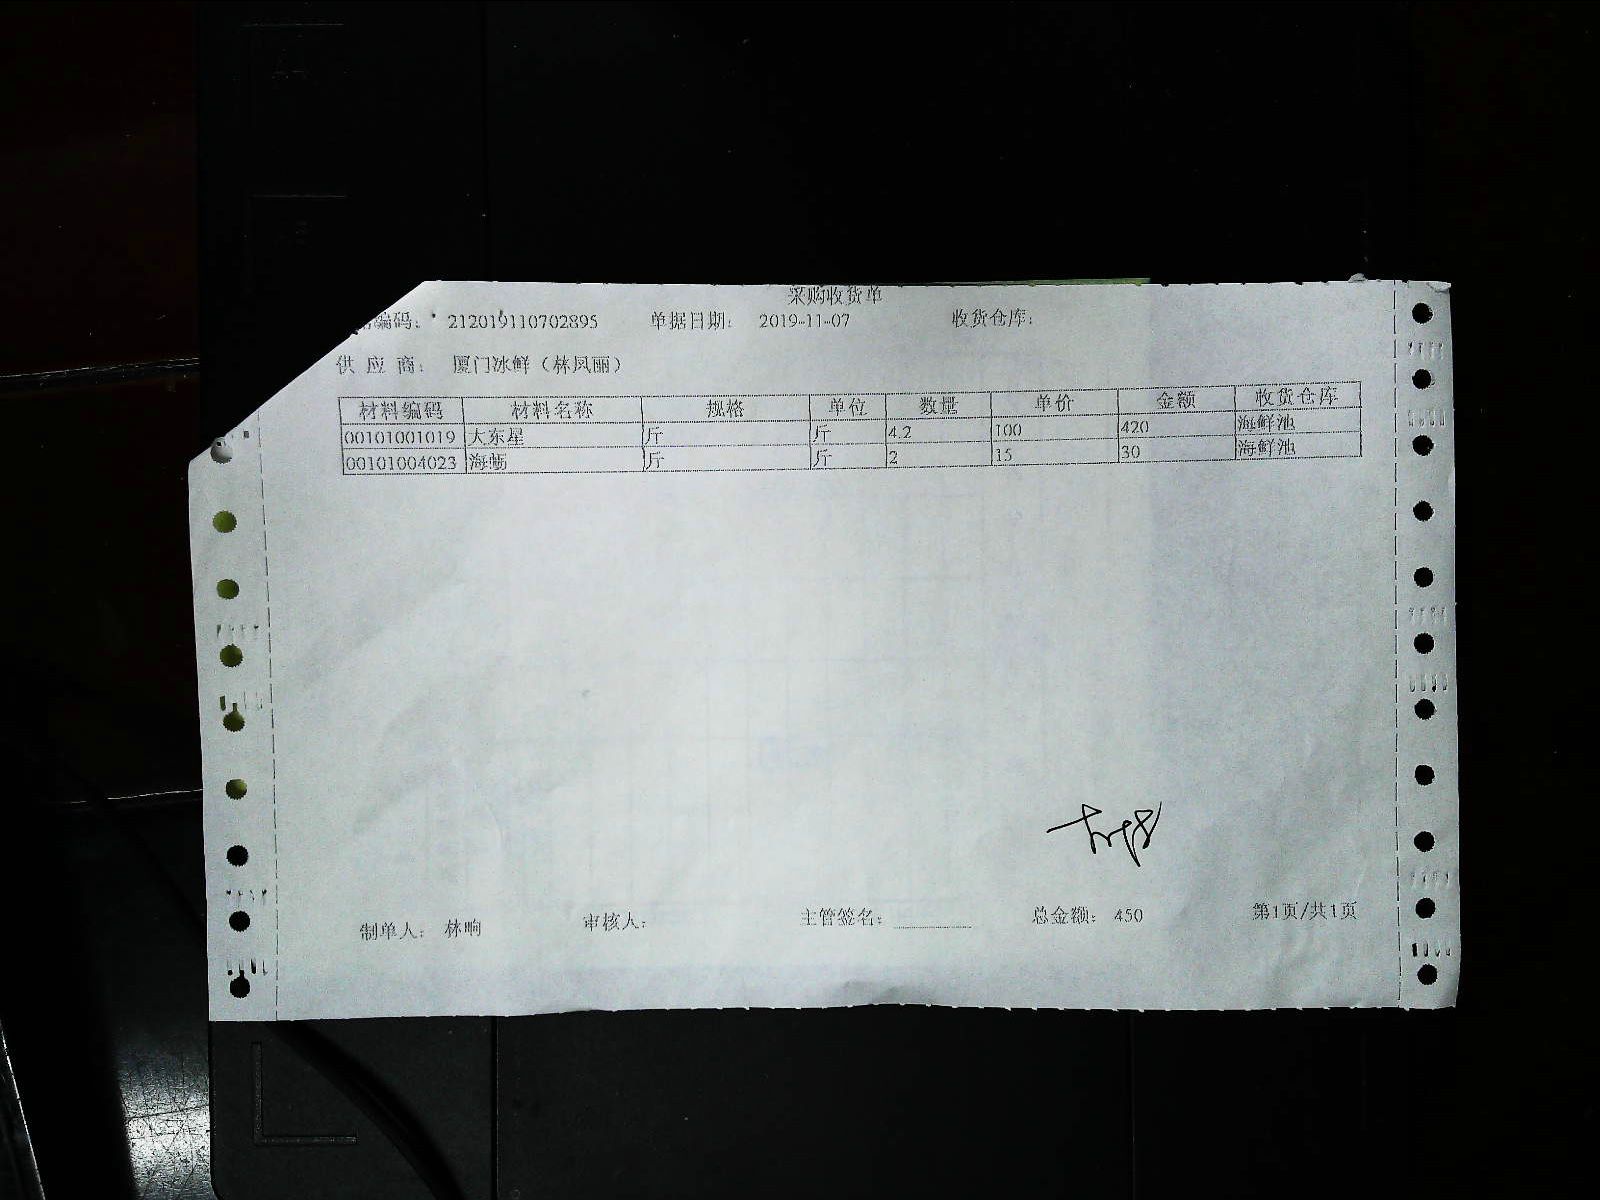 采购收货单
编码： 212019110702895 单据日期： 2019-11-07 收货仓库：
供 应 商： 厦门冰鲜（林凤丽）
材料编码 材料名称 规格 单位 数量 单价 金额 收货仓库
00101001019 大东星 斤 斤 4.2 100 420 海鲜池
00101004023 海蛎 斤 斤 2 15 30 海鲜池
制单人： 林晌 审核人： 主管签名： 总金额： 450 第1页/共1页